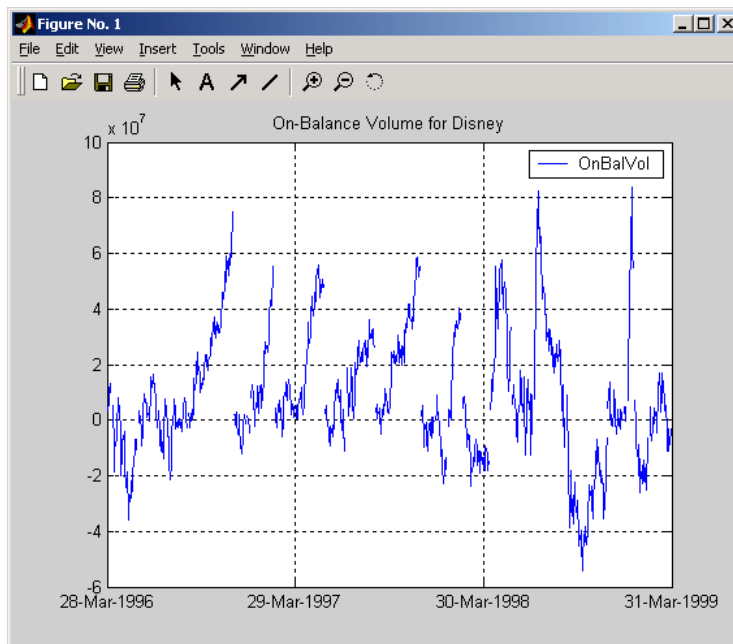 Figure No. 1
File Edit View Insert Tools Window Help
A
x 10^7
On-Balance Volume for Disney
OnBalVol
10
8
6
4
2
0
-2
-4
-6
28-Mar-1996 29-Mar-1997 30-Mar-1998 31-Mar-1999